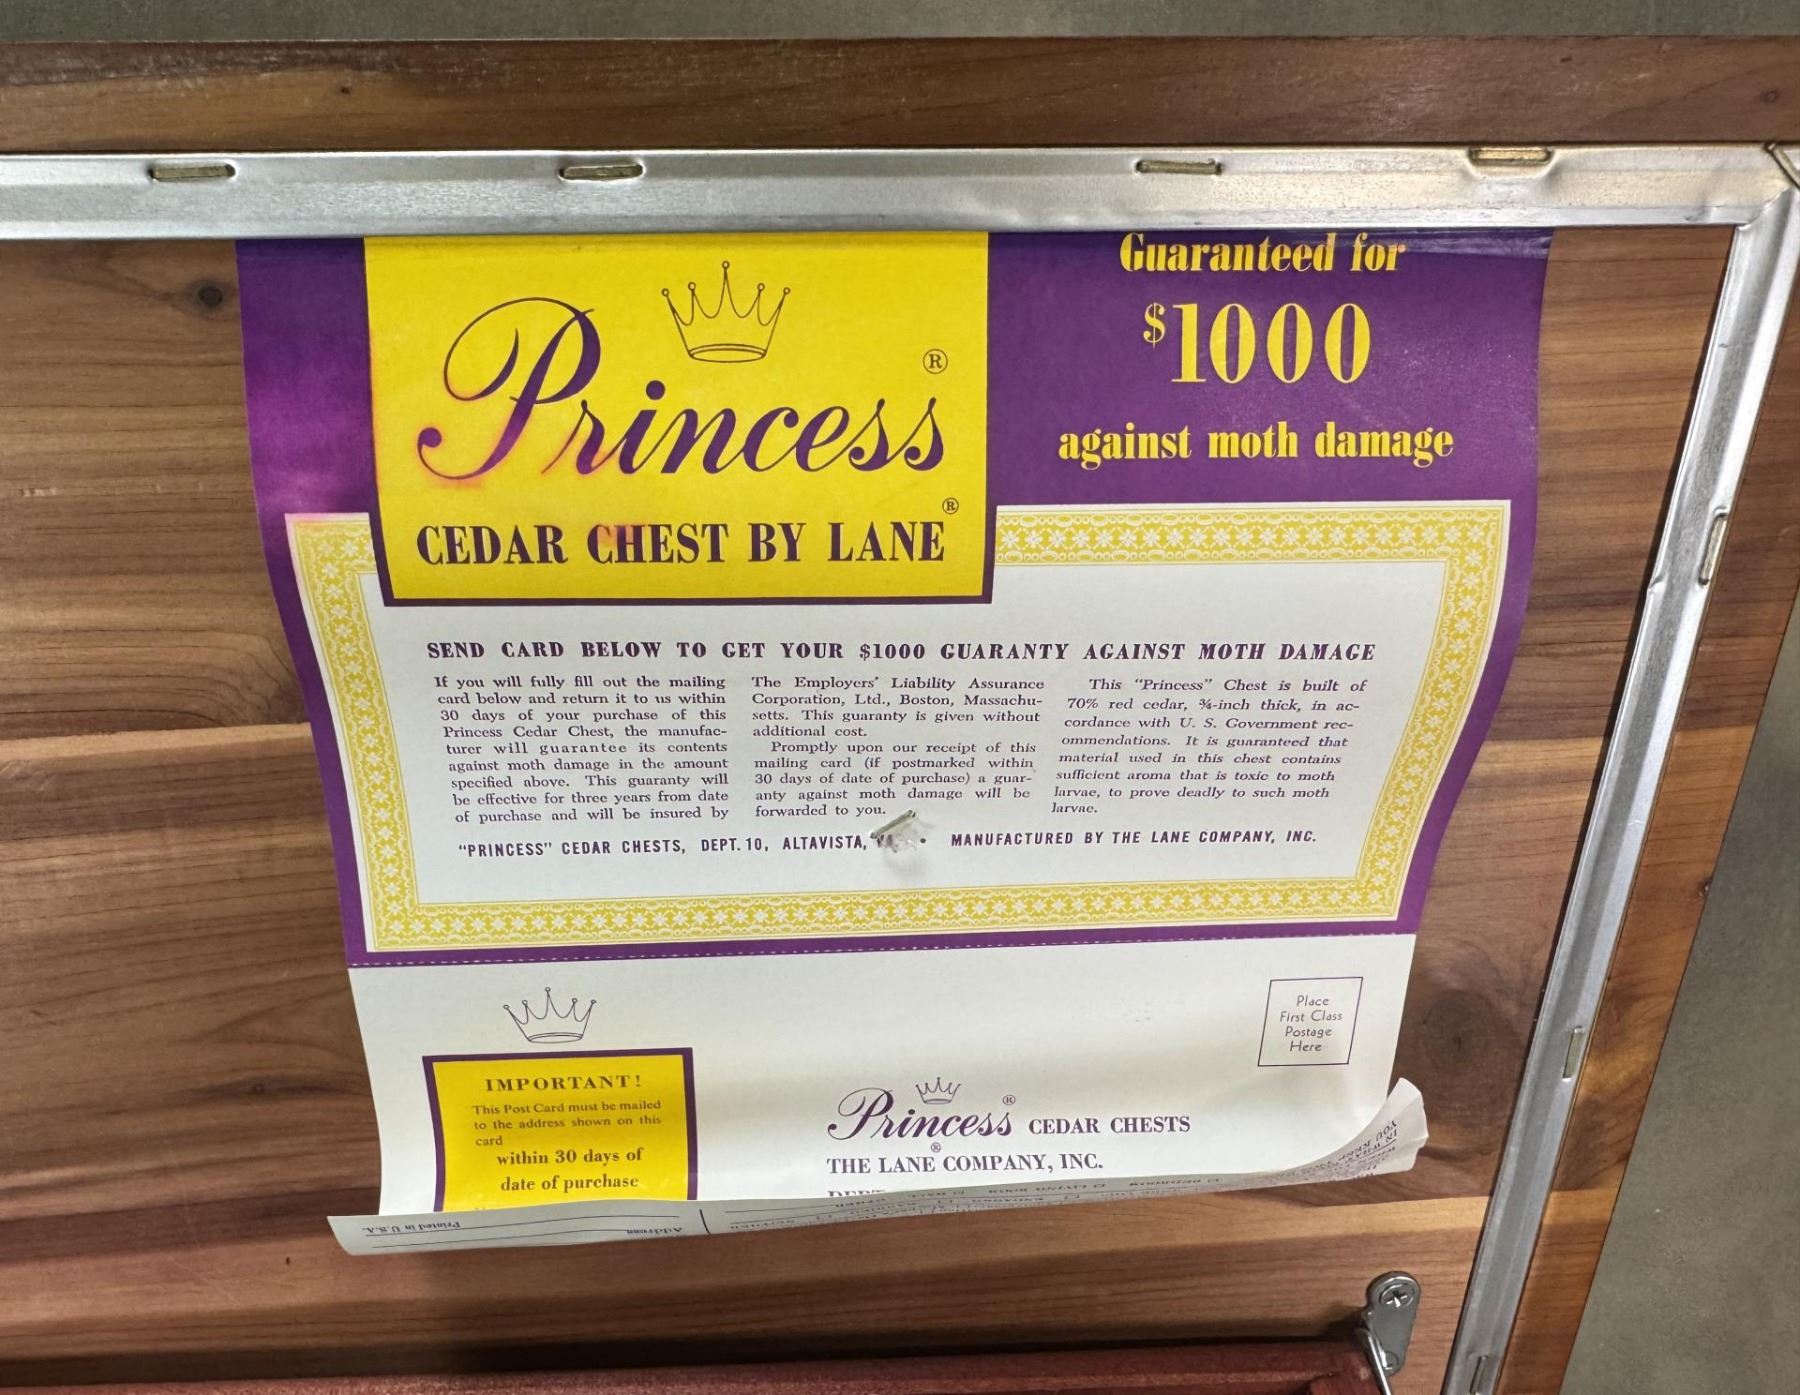 Guaranteed for
$1000
against moth damage
Princess ®
CEDAR CHEST BY LANE ®
SEND CARD BELOW TO GET YOUR $1000 GUARANTY AGAINST MOTH DAMAGE
If you will fully fill out the mailing
card below and return it to us within
30 days of your purchase of this
Princess Cedar Chest, the manufac-
turer will guarantee its contents
against moth damage in the amount
specified above. This guaranty will
be effective for three years from date
of purchase and will be insured by
The Employers' Liability Assurance
Corporation, Ltd., Boston, Massachu-
setts. This guaranty is given without
additional cost.
Promptly upon our receipt of this
mailing card (if postmarked within
30 days of date of purchase) a guar-
anty against moth damage will be
forwarded to you.
This "Princess" Chest is built of
70% red cedar, ¾-inch thick, in ac-
cordance with U. S. Government rec-
ommendations. It is guaranteed that
material used in this chest contains
sufficient aroma that is toxic to moth
larvae, to prove deadly to such moth
larvae.
"PRINCESS" CEDAR CHESTS, DEPT. 10, ALTAVISTA, • MANUFACTURED BY THE LANE COMPANY, INC.
Place
First Class
Postage
Here
IMPORTANT!
This Post Card must be mailed
to the address shown on this
card
within 30 days of
date of purchase
Princess ® CEDAR CHESTS
THE LANE ® COMPANY, INC.
Printed in U.S.A.
Address